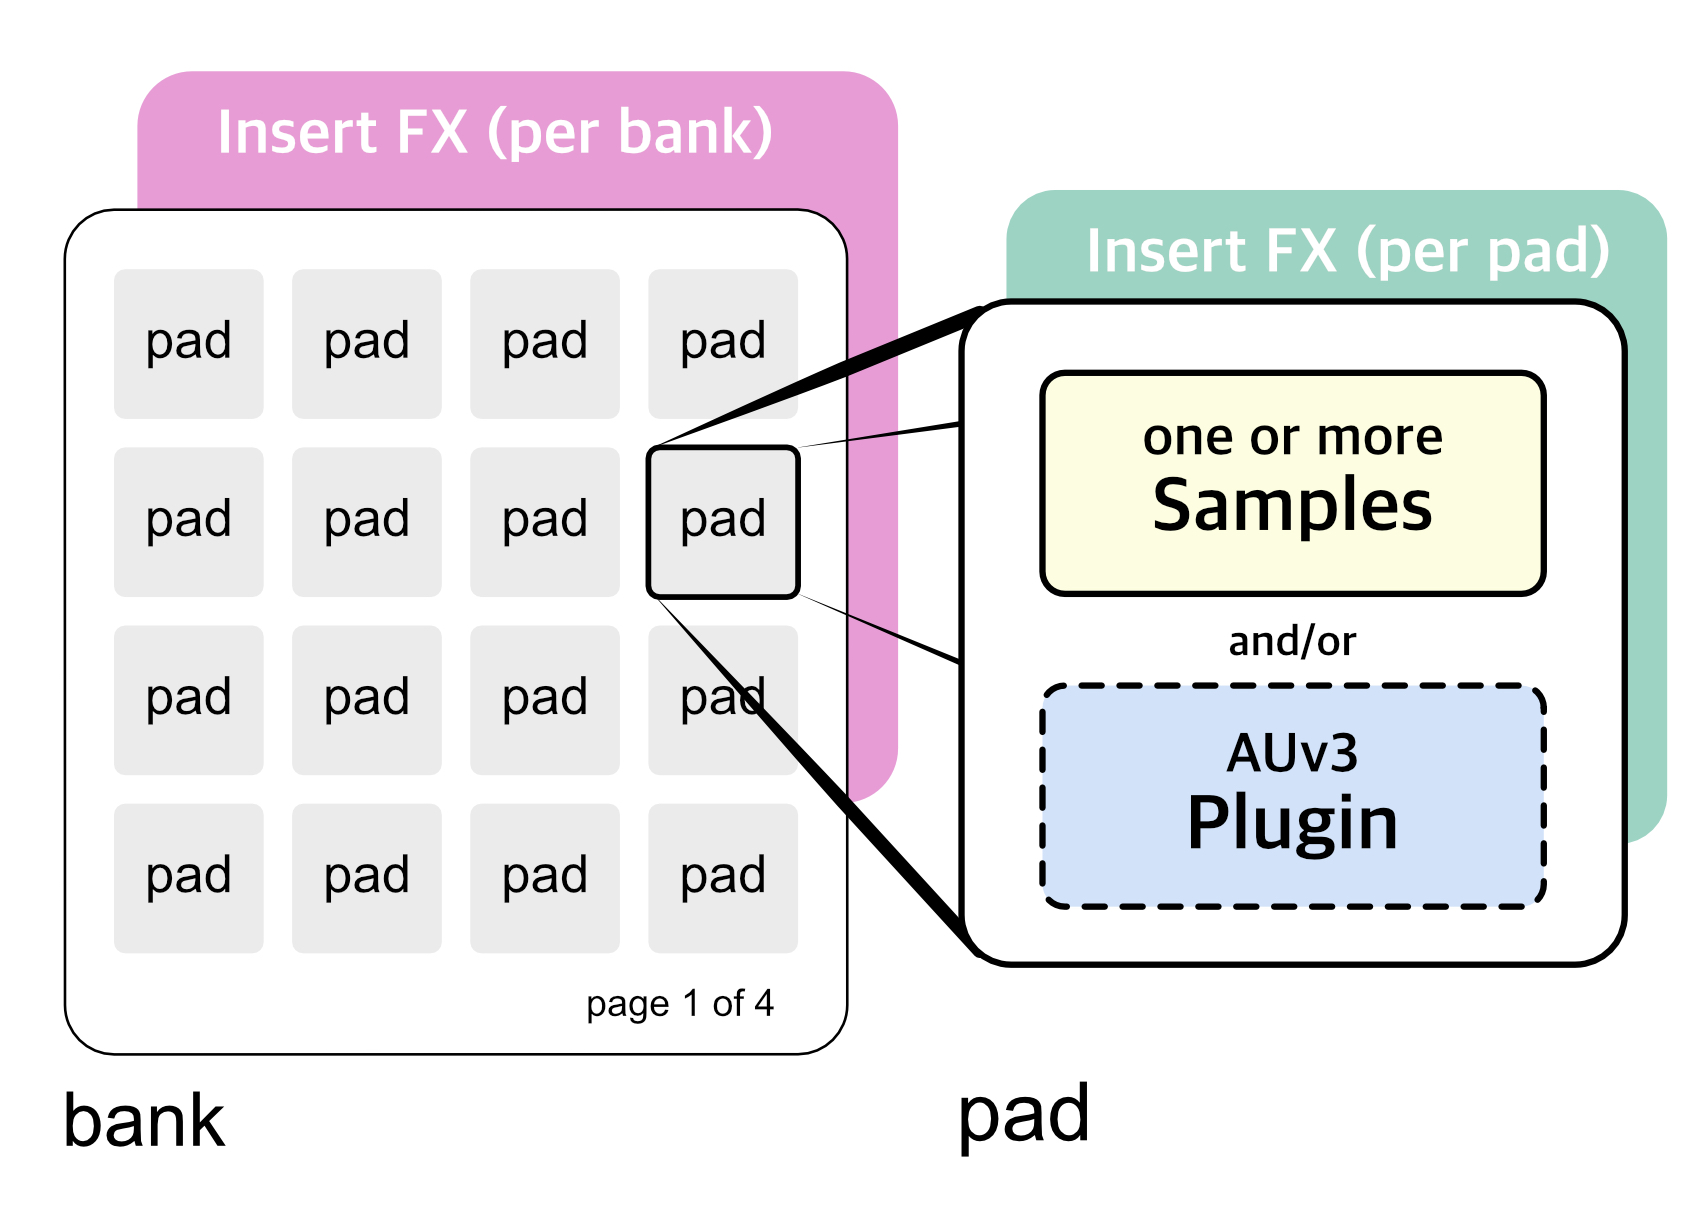 Insert FX (per bank)
pad pad pad pad
pad pad pad pad
pad pad pad pad
pad pad pad pad
page 1 of 4
bank
Insert FX (per pad)
one or more
Samples
and/or
AUv3
Plugin
pad